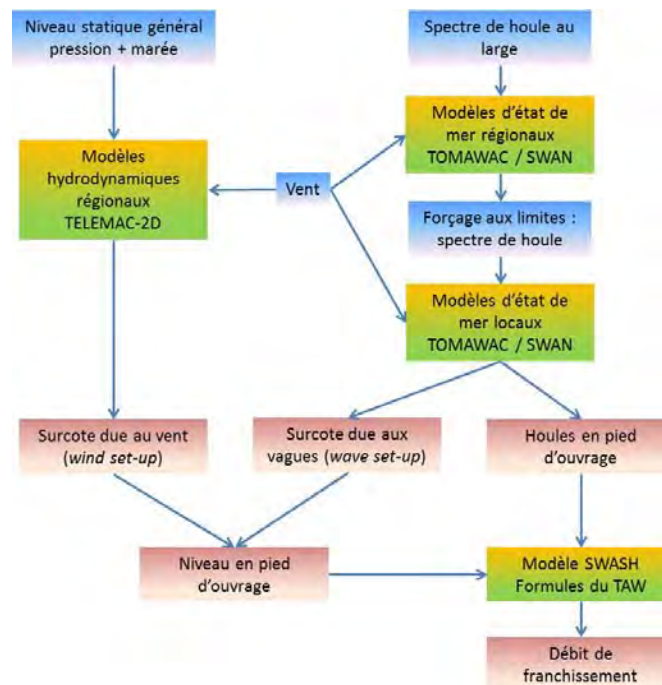 Niveau statique général
pression + marée
Spectre de houle au
large
Modèles d'état de
mer régionaux
TOMAWAC / SWAN
Modèles
hydrodynamiques
régionaux
TELEMAC-2D
Vent
Forçage aux limites :
spectre de houle
Modèles d'état de
mer locaux
TOMAWAC / SWAN
Surcote due au vent
(wind set-up)
Surcote due aux
vagues (wave set-up)
Houles en pied
d'ouvrage
Niveau en pied
d'ouvrage
Modèle SWASH
Formules du TAW
Débit de
franchissement